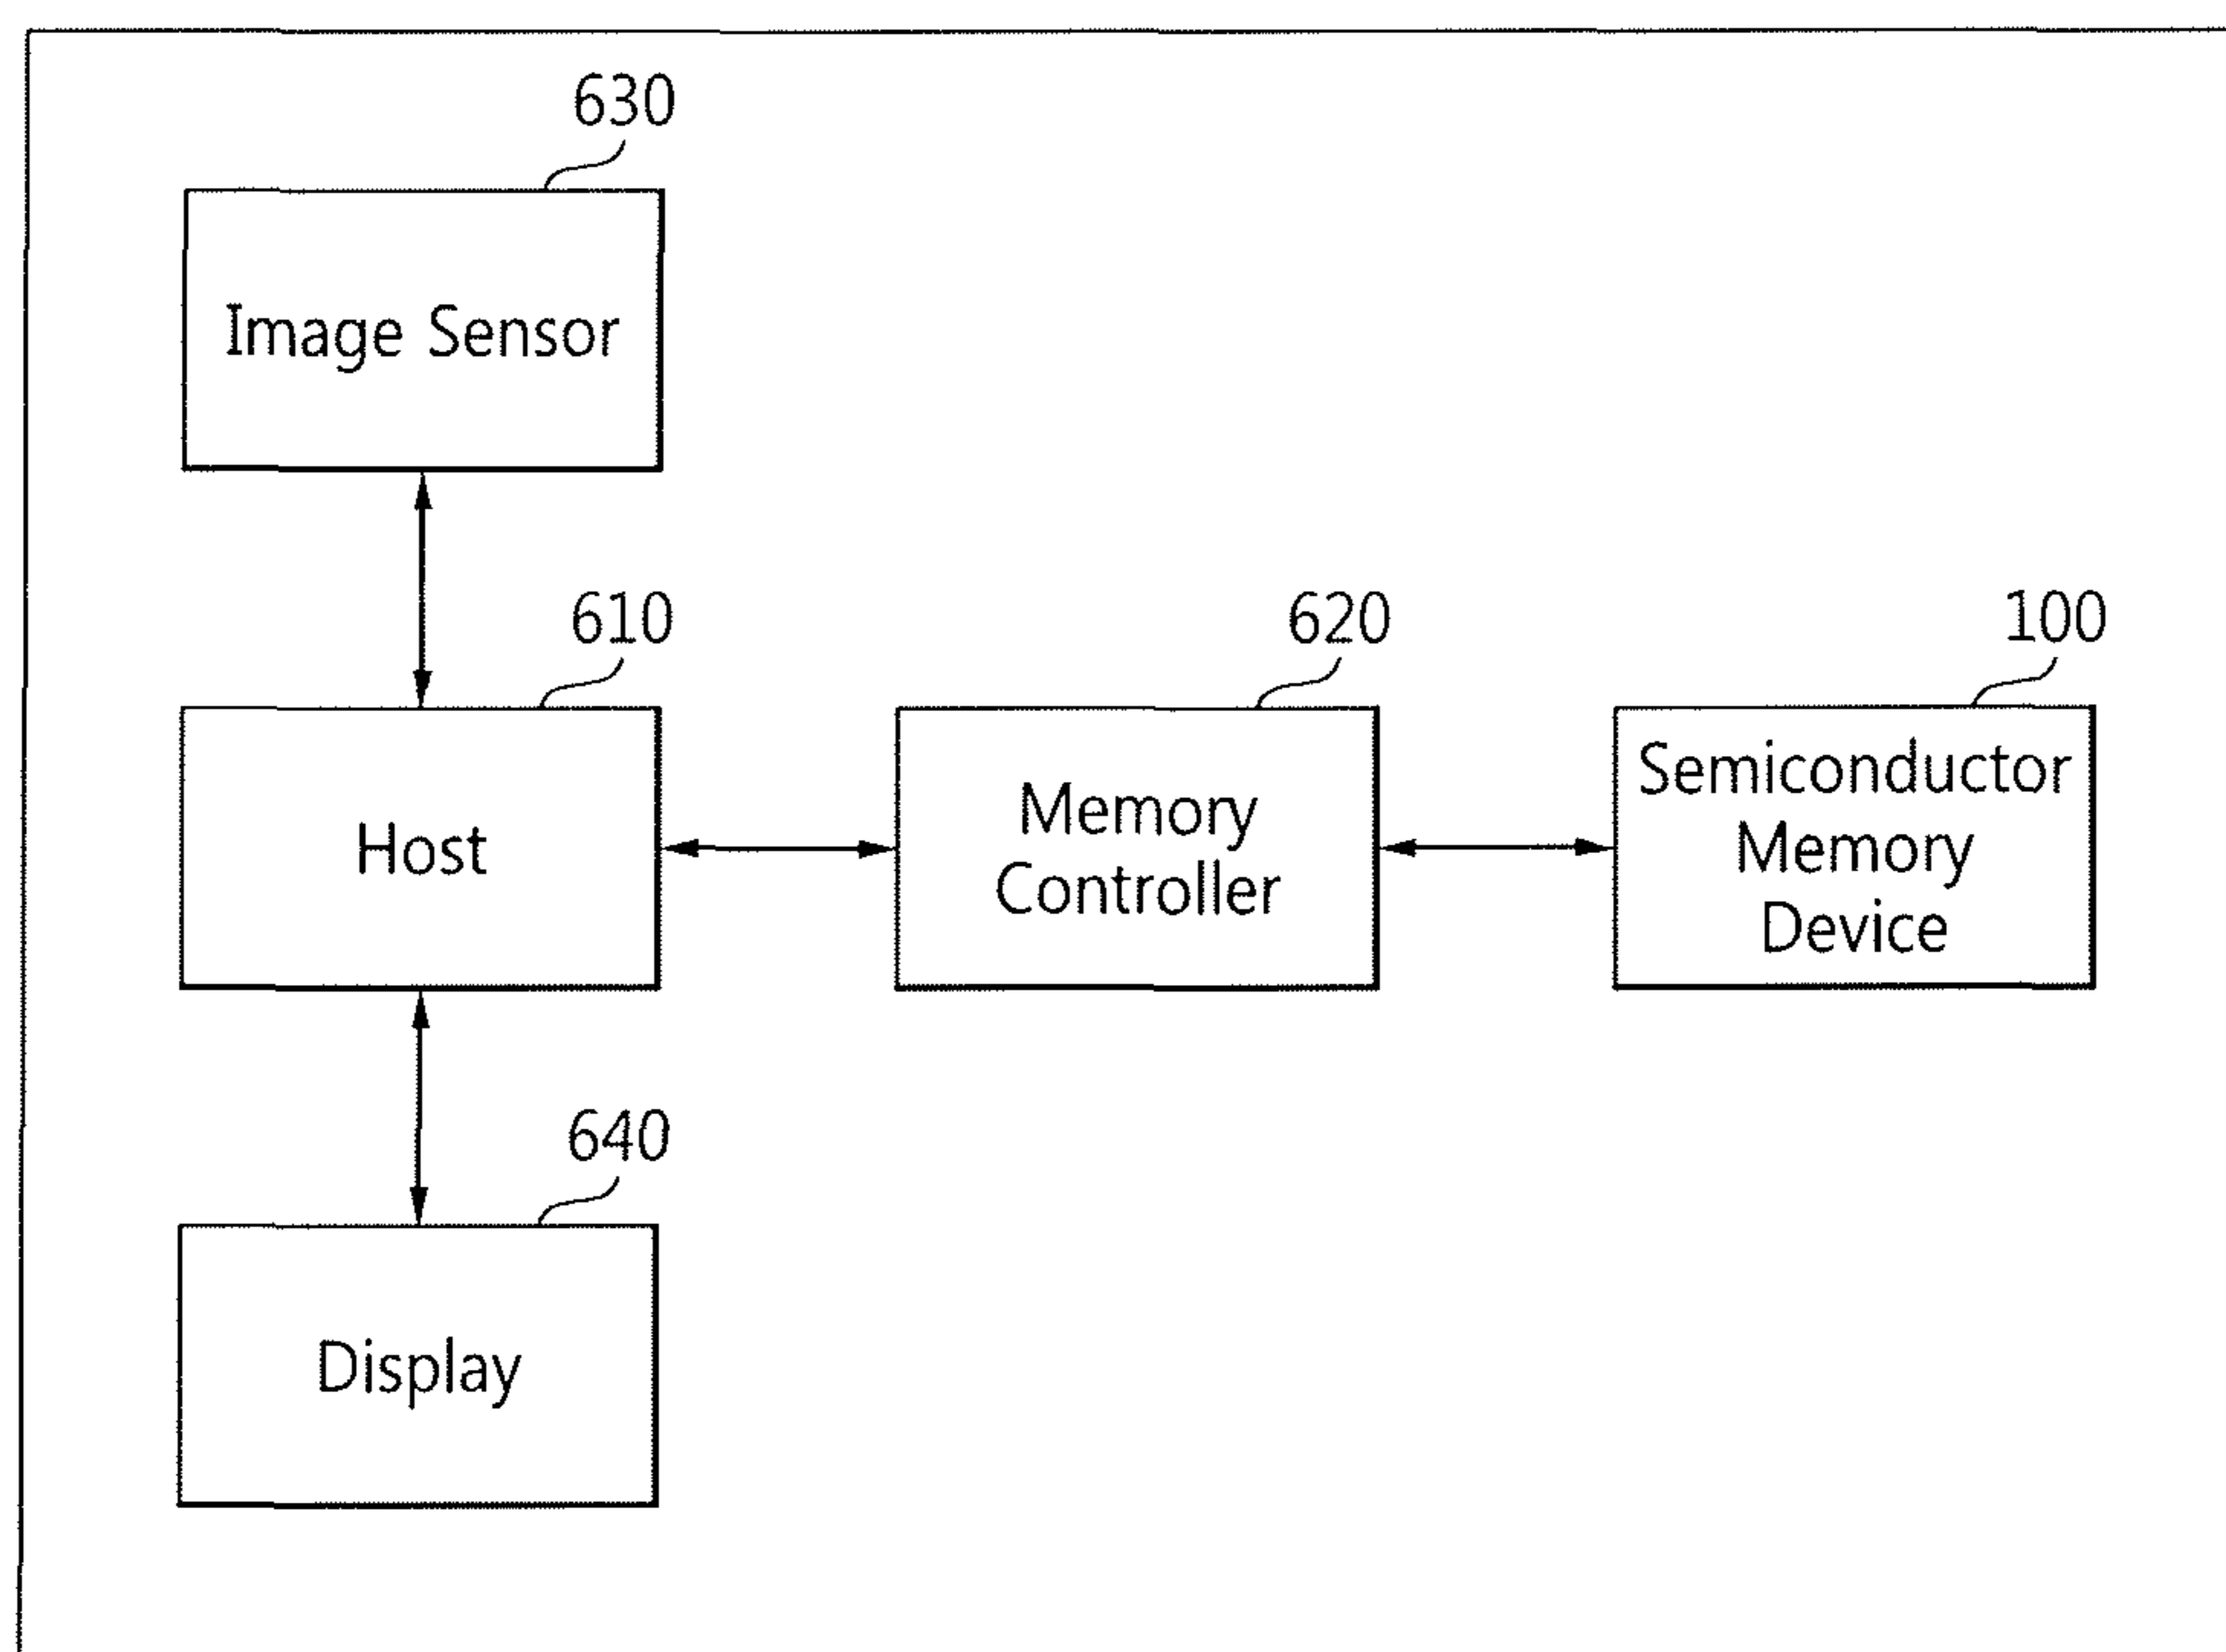 630
Image Sensor
610
Host
620
Memory
Controller
100
Semiconductor
Memory
Device
640
Display